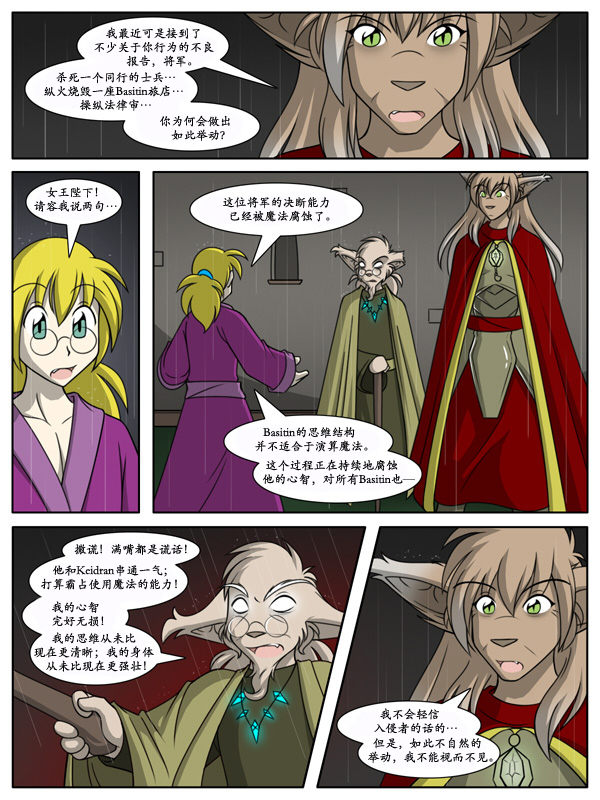 我最近可是接到了
不少关于你行为的不良
报告，将军。
杀死一个同行的士兵…
纵火烧毁一座Basitin旅店…
操纵法律审…
你为何会做出
如此举动？
女王陛下！
请容我说两句…
这位将军的决断能力
已经被魔法腐蚀了。
Basitin的思维结构
并不适合于演算魔法。
这个过程正在持续地腐蚀
他的心智，对所有Basitin也—
撒谎！满嘴都是谎话！
他和Keidran串通一气；
打算霸占使用魔法的能力！
我的心智
完好无损！
我的思维从未比
现在更清晰；我的身体
从未比现在更强壮！
我不会轻信
入侵者的话的…
但是，如此不自然的
举动，我不能视而不见。